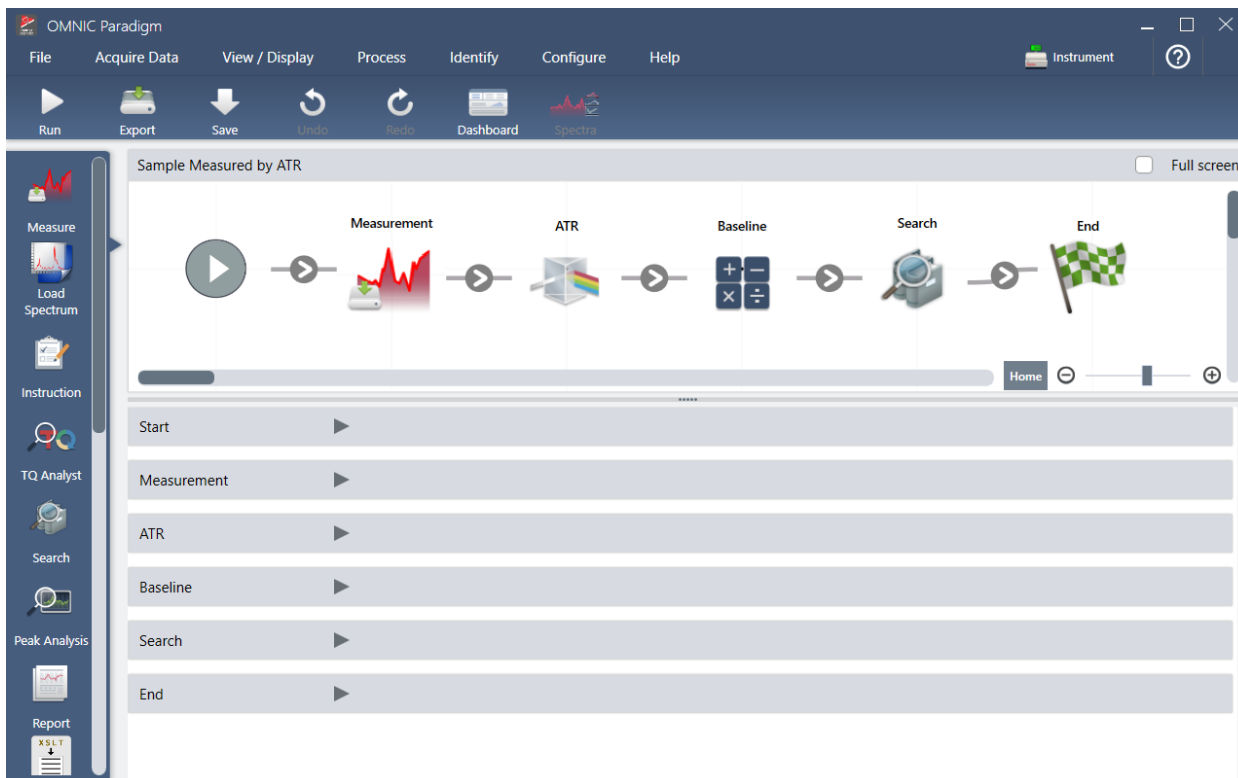 OMNIC Paradigm
File Acquire Data View / Display Process Identify Configure Help Instrument
Run Export Save Undo Redo Dashboard Spectra
Sample Measured by ATR Full screen
Measurement ATR Baseline Search End
Home
Measure
Load
Spectrum
Instruction
TQ Analyst
Search
Peak Analysis
Report
XSLT
Start
Measurement
ATR
Baseline
Search
End